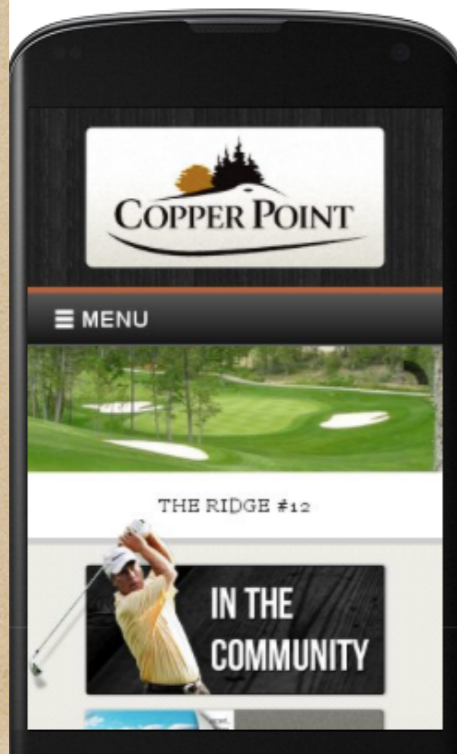 COPPER POINT
MENU
THE RIDGE #12
IN THE
COMMUNITY